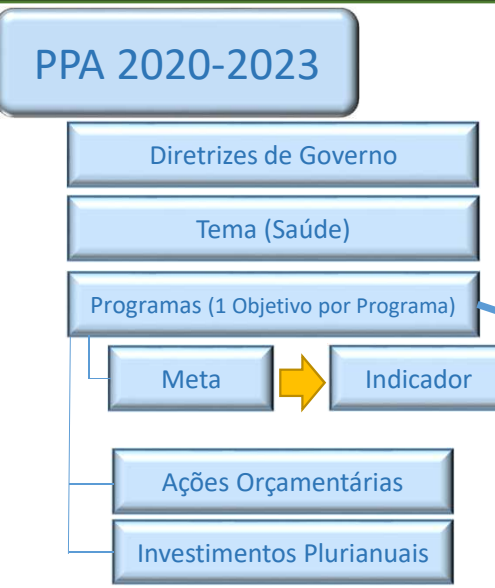 PPA 2020-2023
Diretrizes de Governo
Tema (Saúde)
Programas (1 Objetivo por Programa)
Meta
Indicador
Ações Orçamentárias
Investimentos Plurianuais